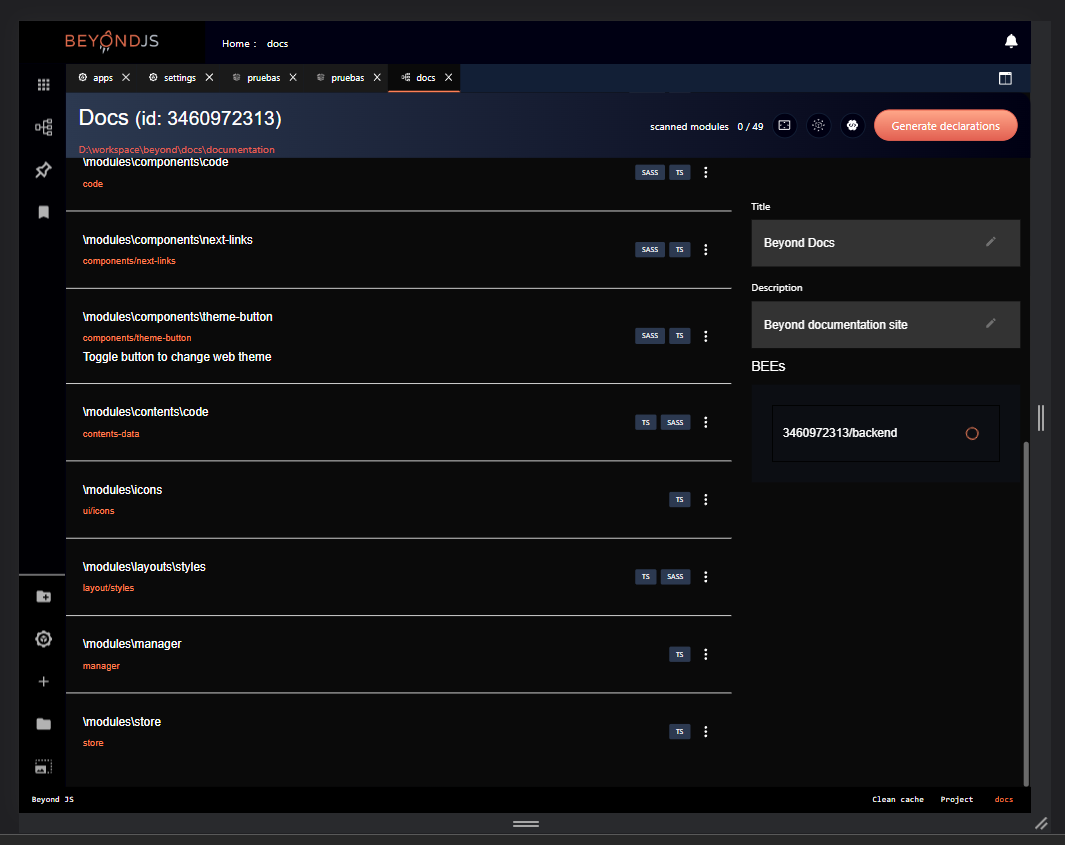 BEYONDJS
Home : docs
apps settings pruebas pruebas docs
Docs (id: 3460972313)
scanned modules 0 / 49
Generate declarations
D:\workspace\beyond\docs\documentation
\modules\components\code
SASS TS
code
\modules\components\next-links
SASS TS
components/next-links
\modules\components\theme-button
SASS TS
components/theme-button
Toggle button to change web theme
\modules\contents\code
TS SASS
contents-data
\modules\icons
TS
ui/icons
\modules\layouts\styles
TS SASS
layout/styles
\modules\manager
TS
manager
\modules\store
TS
store
Title
Beyond Docs
Description
Beyond documentation site
BEEs
3460972313/backend
Beyond JS
Clean cache Project docs